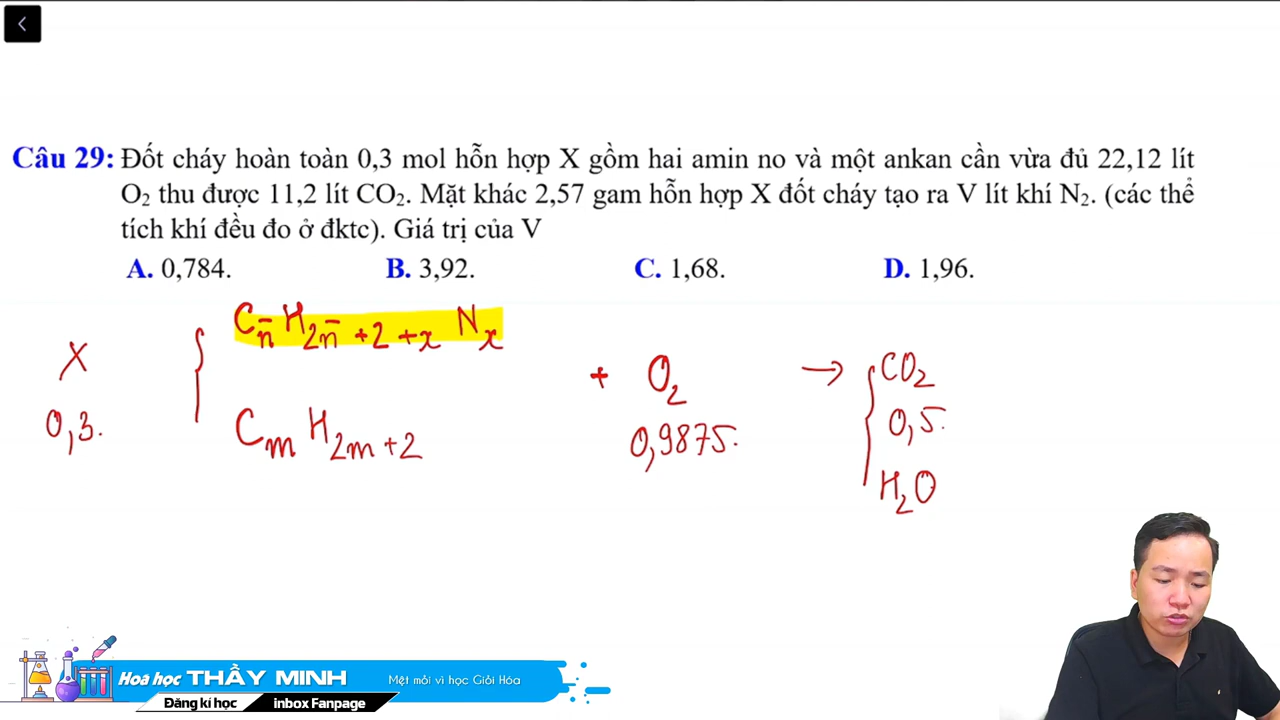 Câu 29: Đốt cháy hoàn toàn 0,3 mol hỗn hợp X gồm hai amin no và một ankan cần vừa đủ 22,12 lít
O₂ thu được 11,2 lít CO₂. Mặt khác 2,57 gam hỗn hợp X đốt cháy tạo ra V lít khí N₂. (các thể
tích khí đều đo ở đktc). Giá trị của V
A. 0,784. B. 3,92. C. 1,68. D. 1,96.
X
0,3.
C n̄ H 2n̄ +2 +x N x
C m H 2m+2
+ O₂
0,9875.
→ CO₂
0,5.
H₂O
Hoá học THẦY MINH
Mệt mỏi vì học Giỏi Hóa
Đăng kí học inbox Fanpage